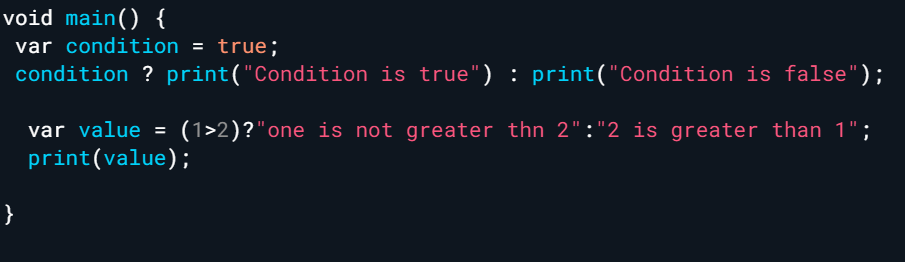 void main() {
 var condition = true;
 condition ? print("Condition is true") : print("Condition is false");
  var value = (1>2)?"one is not greater thn 2":"2 is greater than 1";
  print(value);
}